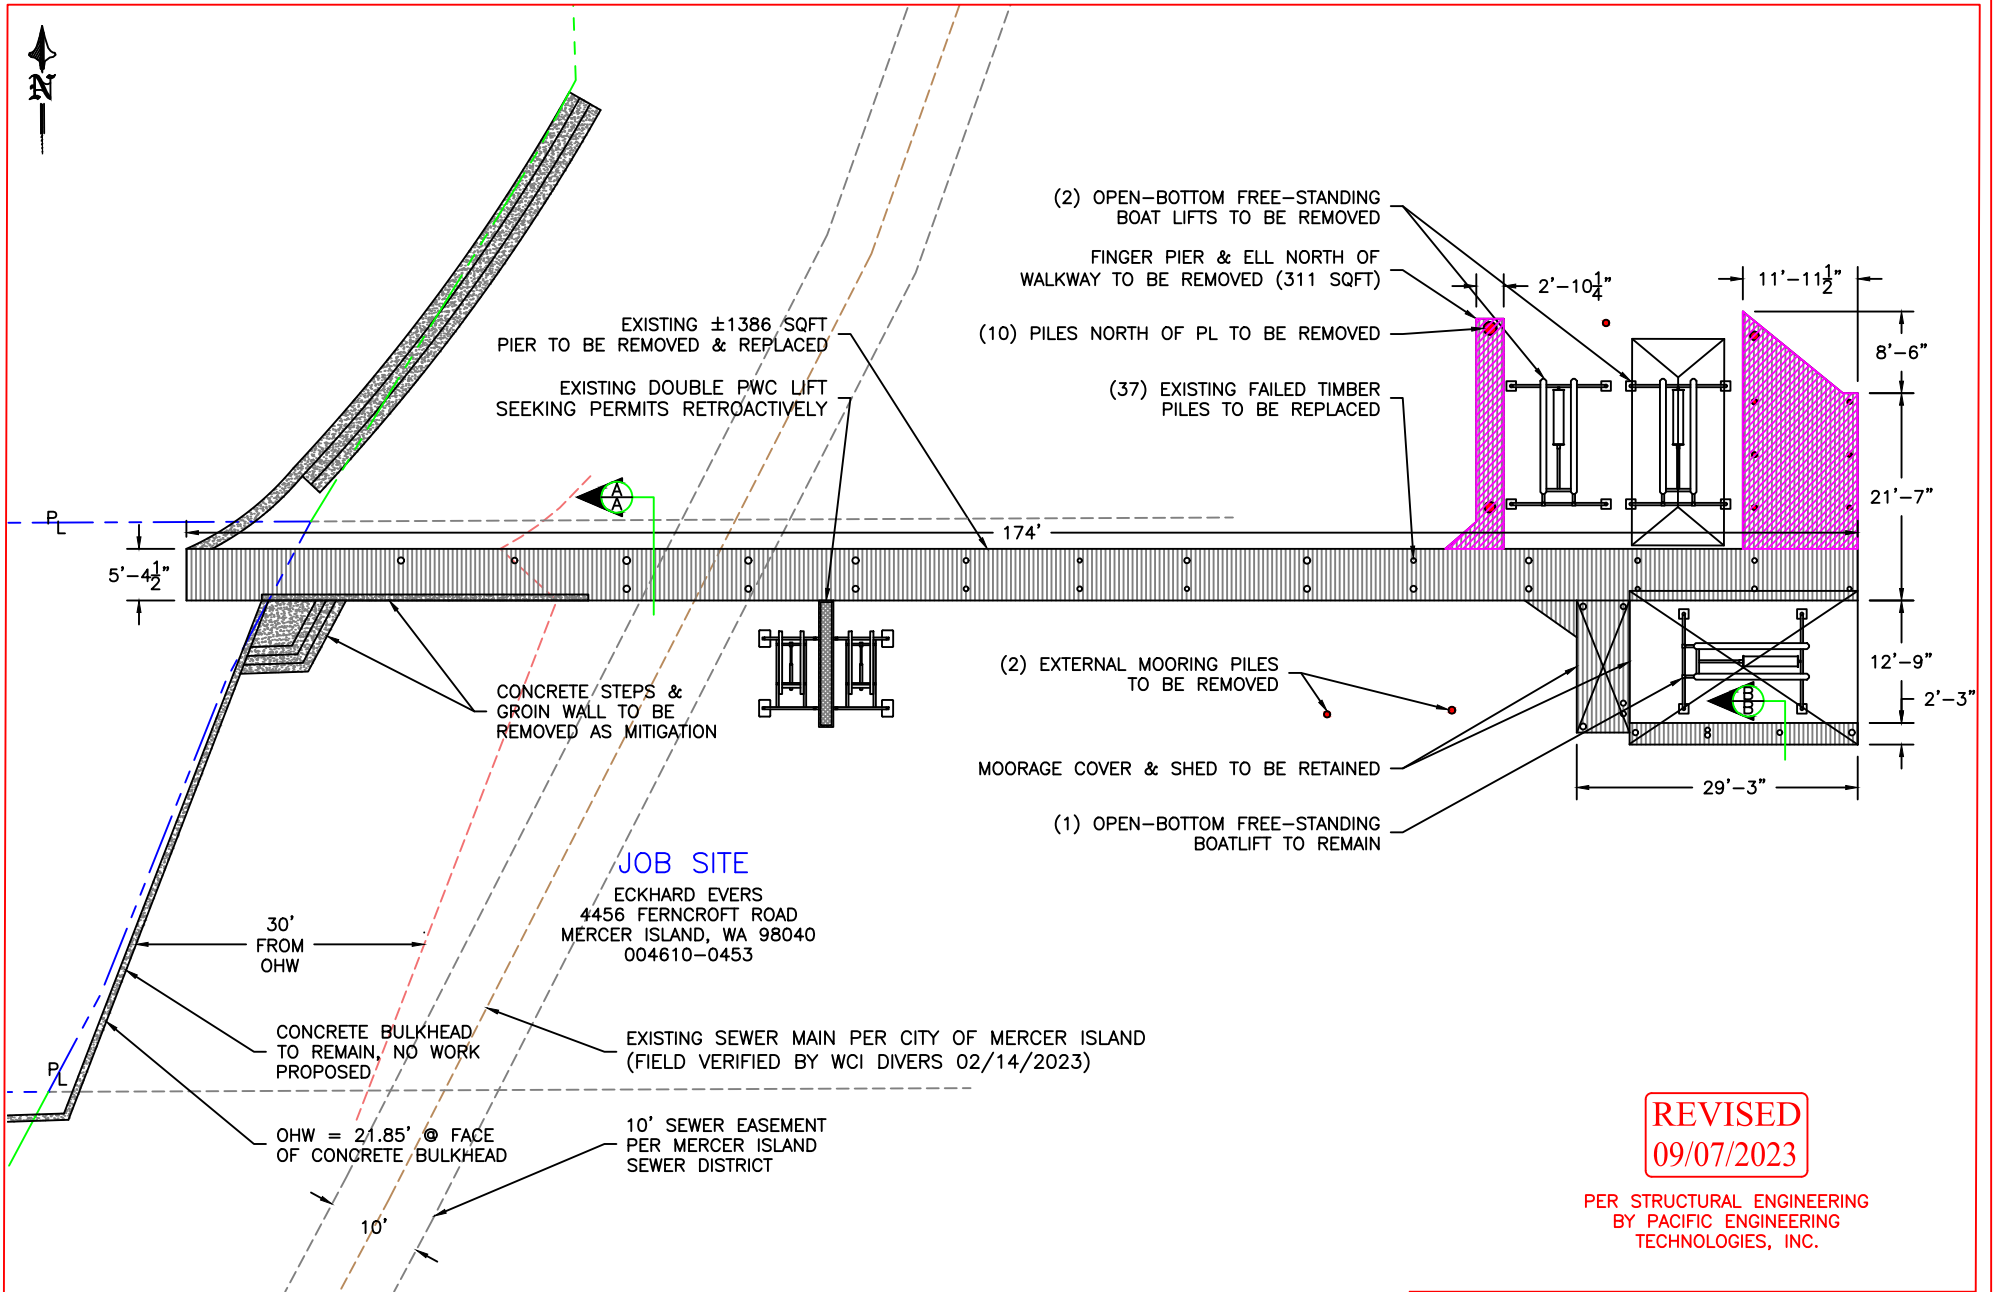 N
(2) OPEN-BOTTOM FREE-STANDING
BOAT LIFTS TO BE REMOVED
FINGER PIER & ELL NORTH OF
WALKWAY TO BE REMOVED (311 SQFT)
2'-10 1/4"
11'-11 1/2"
EXISTING ±1386 SQFT
PIER TO BE REMOVED & REPLACED
(10) PILES NORTH OF PL TO BE REMOVED
8'-6"
EXISTING DOUBLE PWC LIFT
SEEKING PERMITS RETROACTIVELY
(37) EXISTING FAILED TIMBER
PILES TO BE REPLACED
A
A
21'-7"
PL
174'
5'-4 1/2"
(2) EXTERNAL MOORING PILES
TO BE REMOVED
12'-9"
2'-3"
B
B
CONCRETE STEPS &
GROIN WALL TO BE
REMOVED AS MITIGATION
MOORAGE COVER & SHED TO BE RETAINED
29'-3"
(1) OPEN-BOTTOM FREE-STANDING
BOATLIFT TO REMAIN
JOB SITE
ECKHARD EVERS
4456 FERNCROFT ROAD
MERCER ISLAND, WA 98040
004610-0453
30'
FROM
OHW
CONCRETE BULKHEAD
TO REMAIN, NO WORK
PROPOSED
EXISTING SEWER MAIN PER CITY OF MERCER ISLAND
(FIELD VERIFIED BY WCI DIVERS 02/14/2023)
PL
OHW = 21.85' @ FACE
OF CONCRETE BULKHEAD
10' SEWER EASEMENT
PER MERCER ISLAND
SEWER DISTRICT
10'
REVISED
09/07/2023
PER STRUCTURAL ENGINEERING
BY PACIFIC ENGINEERING
TECHNOLOGIES, INC.